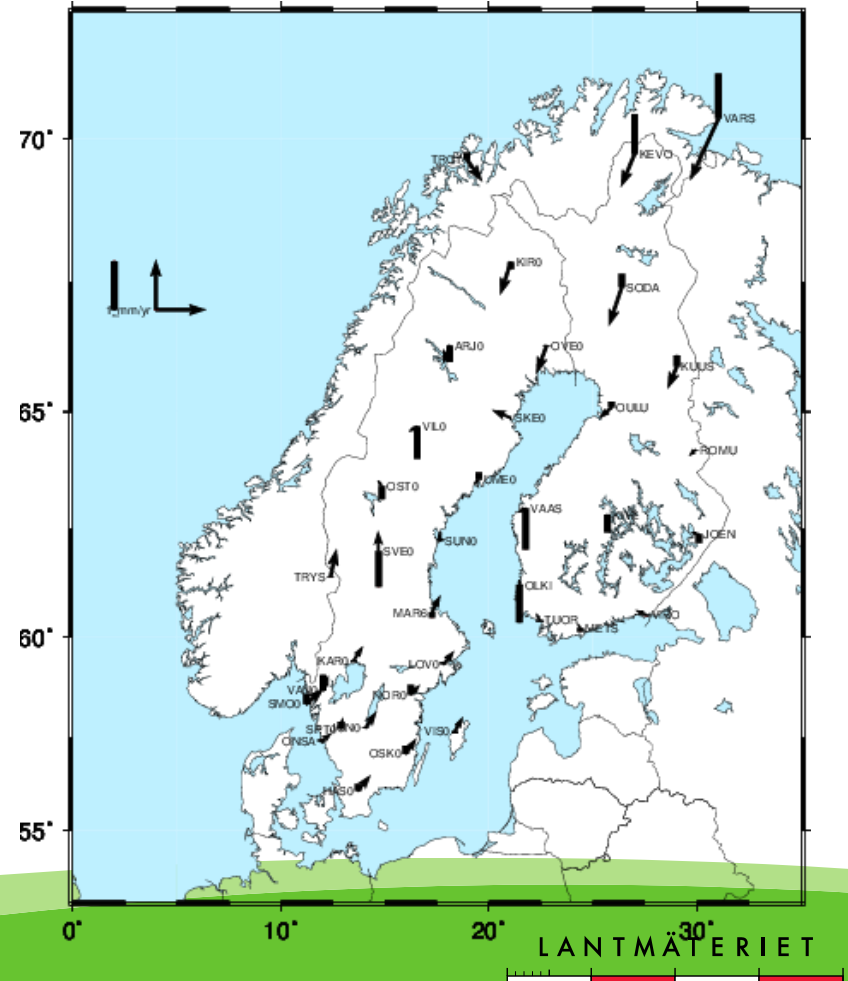 VARS
70°
KEVO
KIR0
SODA
1 mm/yr
ARJ0
OVE0
KUUS
65°
OULU
SKE0
VIL0
ROMU
UME0
OST0
VAAS
JOEN
SUN0
SVE0
TRYS
OLKI
MAR6
TUOR
METS
60°
KAR0
LOV0
NOR0
SMO0
VIS0
ONSA
OSK0
HAS0
55°
0°
10°
20°
30°
LANTMÄTERIET